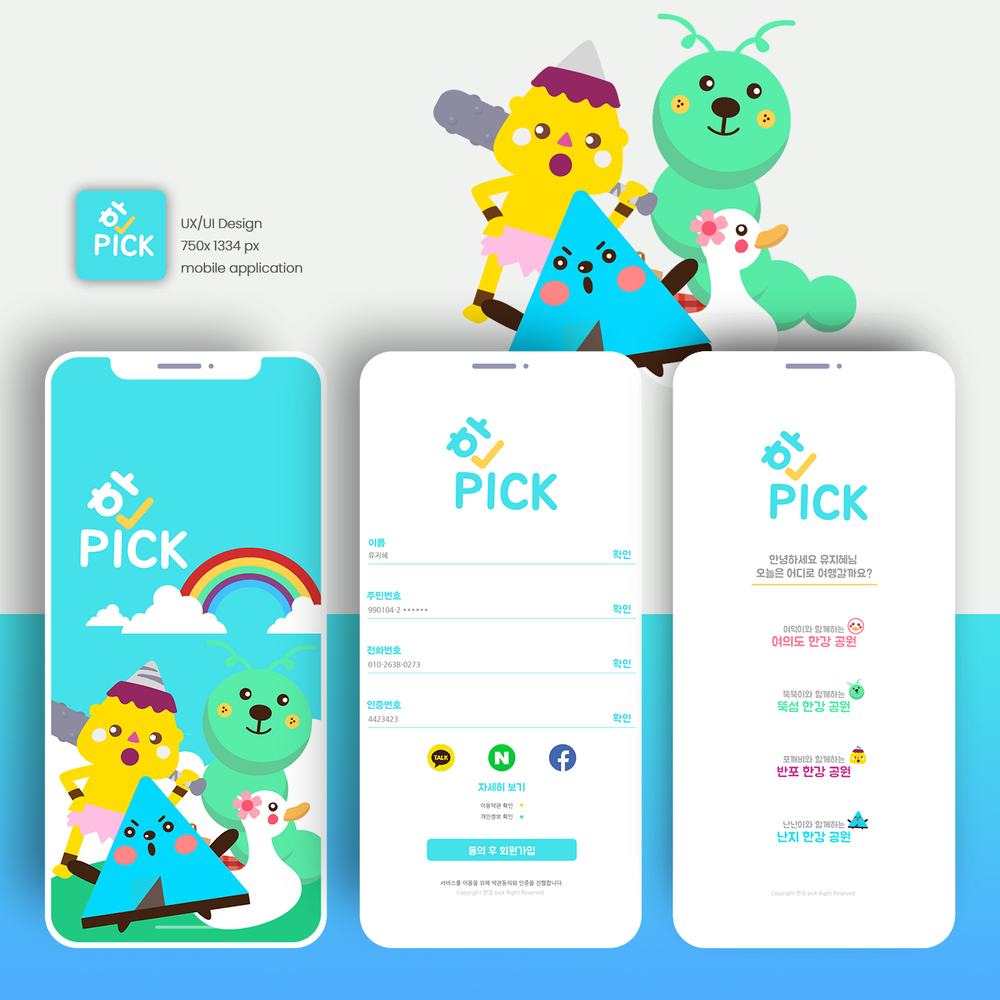 한
PICK
UX/UI Design
750x 1334 px
mobile application
한
PICK
한
PICK
이름
유지혜
확인
주민번호
990104-2 ••••••
확인
전화번호
010-2638-0273
확인
인증번호
4423423
확인
TALK
N
f
자세히 보기
이용약관 확인
개인정보 확인
동의 후 회원가입
서비스를 이용을 위해 약관동의와 인증을 진행합니다.
Copyright 한강 pick Right Reserved
한
PICK
안녕하세요 유지혜님
오늘은 어디로 여행갈까요?
여덕이와 함께하는
여의도 한강 공원
뚝뚝이와 함께하는
뚝섬 한강 공원
포깨비와 함께하는
반포 한강 공원
난난이와 함께하는
난지 한강 공원
Copyright 한강 pick Right Reserved